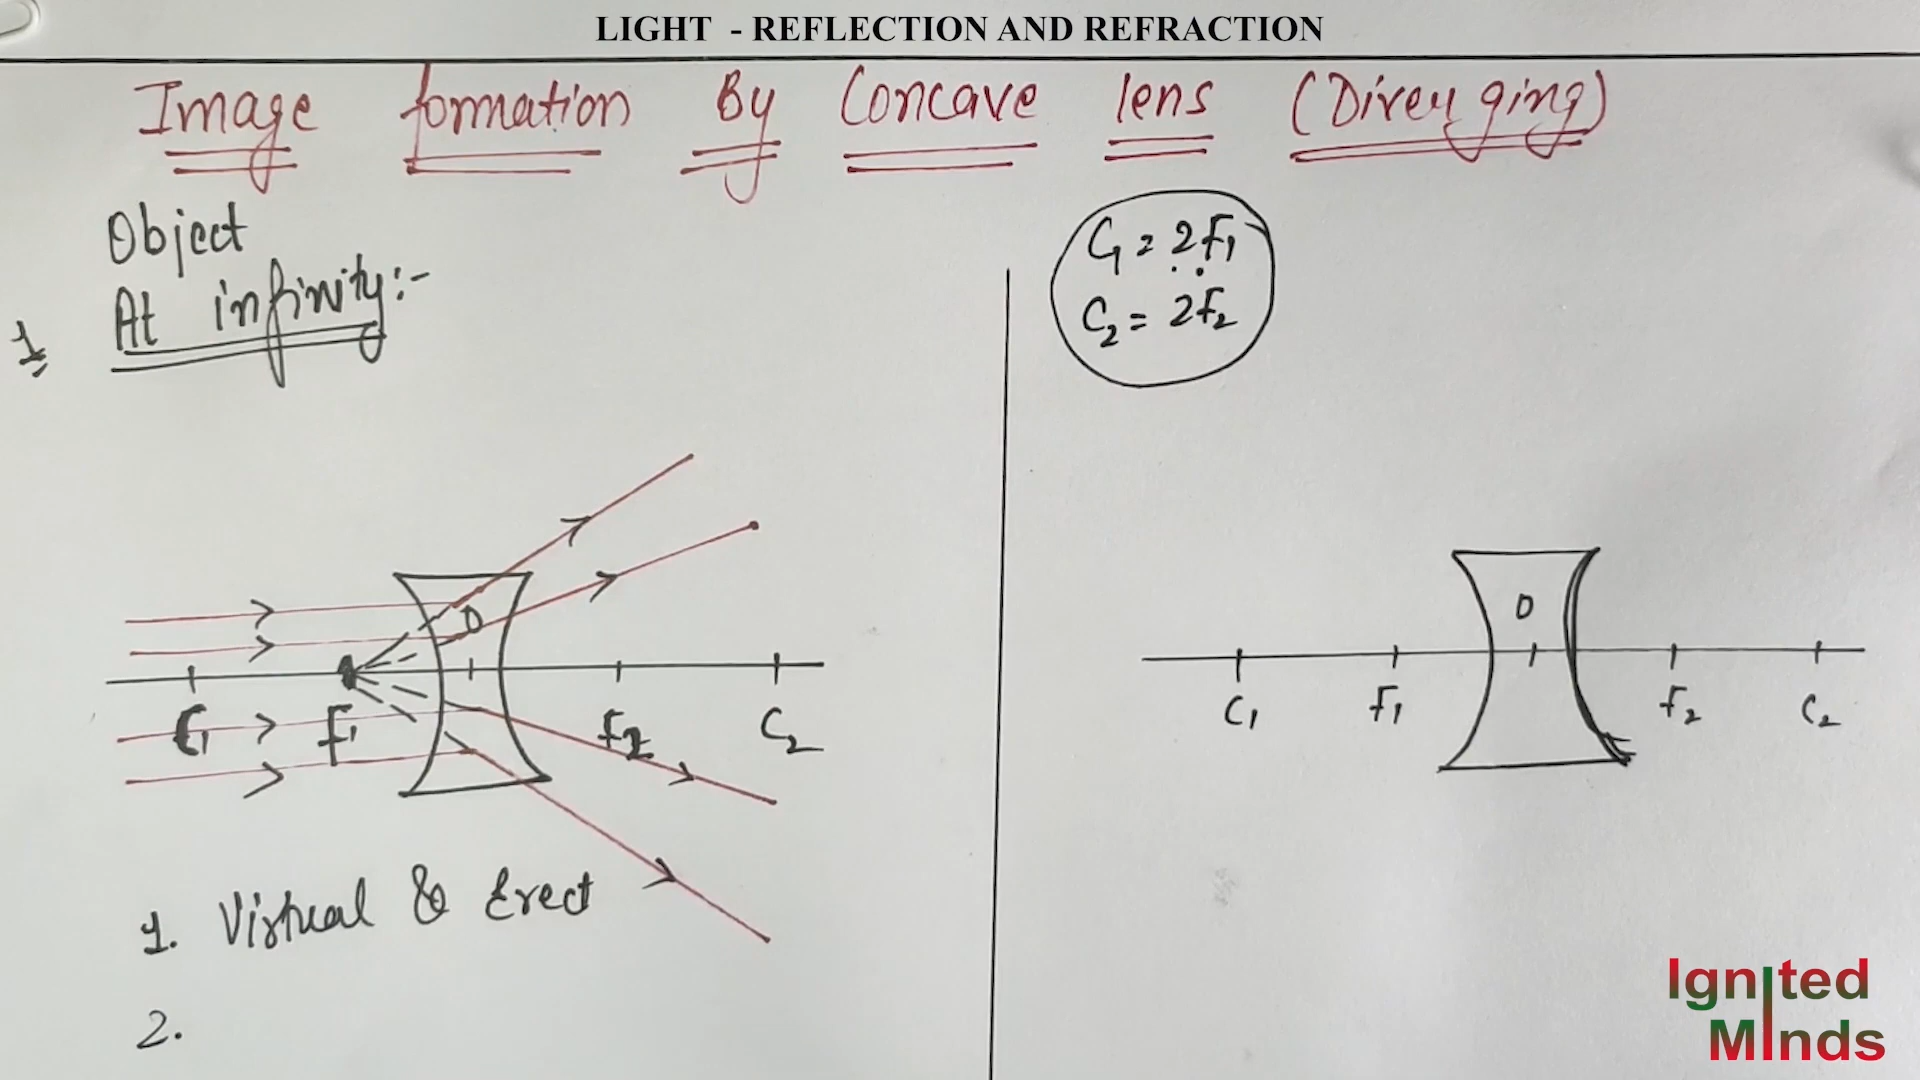 LIGHT - REFLECTION AND REFRACTION
Image formation By Concave lens (Diverging)
Object
1 At infinity:-
C1 = 2F1
C2 = 2F2
O
C1 F1 F2 C2
O
C1 F1 F2 C2
1. Virtual & Erect
2.
Ignited
Minds